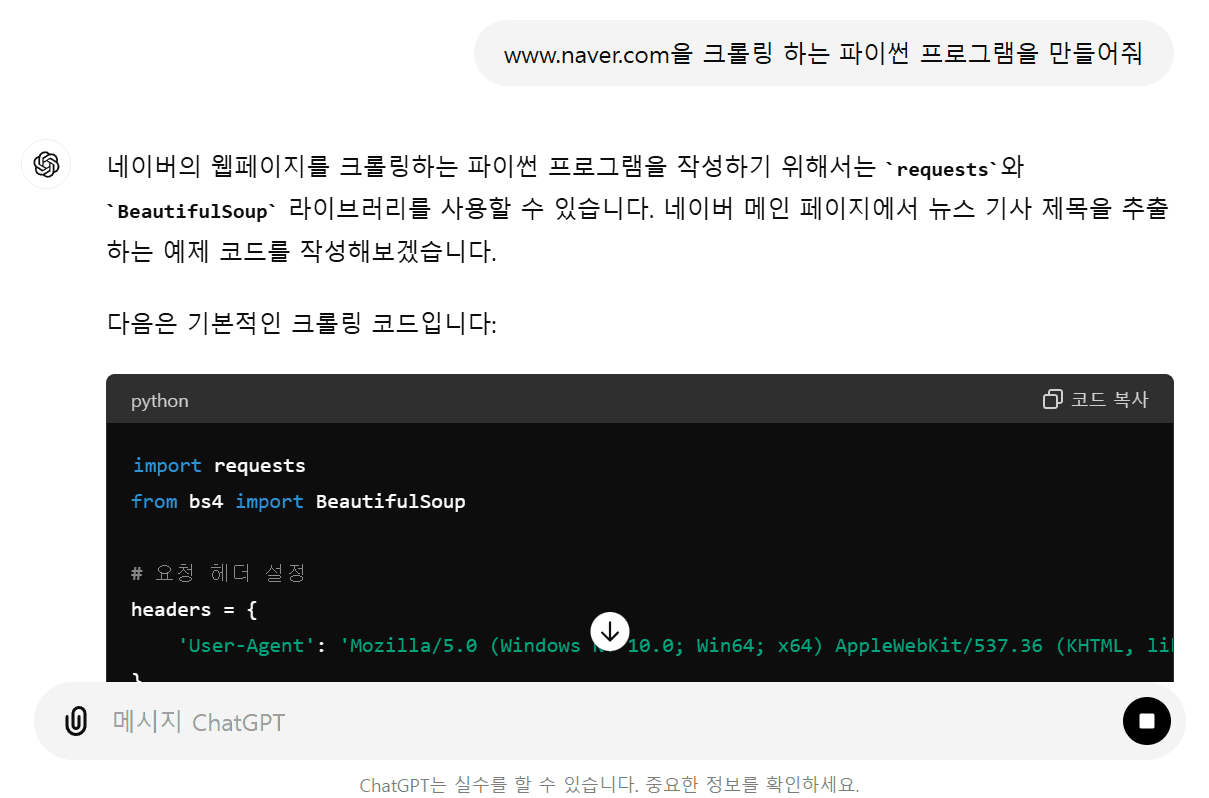 www.naver.com을 크롤링 하는 파이썬 프로그램을 만들어줘
네이버의 웹페이지를 크롤링하는 파이썬 프로그램을 작성하기 위해서는 `requests`와
`BeautifulSoup` 라이브러리를 사용할 수 있습니다. 네이버 메인 페이지에서 뉴스 기사 제목을 추출
하는 예제 코드를 작성해보겠습니다.
다음은 기본적인 크롤링 코드입니다:
python 코드 복사
import requests
from bs4 import BeautifulSoup
# 요청 헤더 설정
headers = {
'User-Agent': 'Mozilla/5.0 (Windows 10.0; Win64; x64) AppleWebKit/537.36 (KHTML,
}
메시지 ChatGPT
ChatGPT는 실수를 할 수 있습니다. 중요한 정보를 확인하세요.